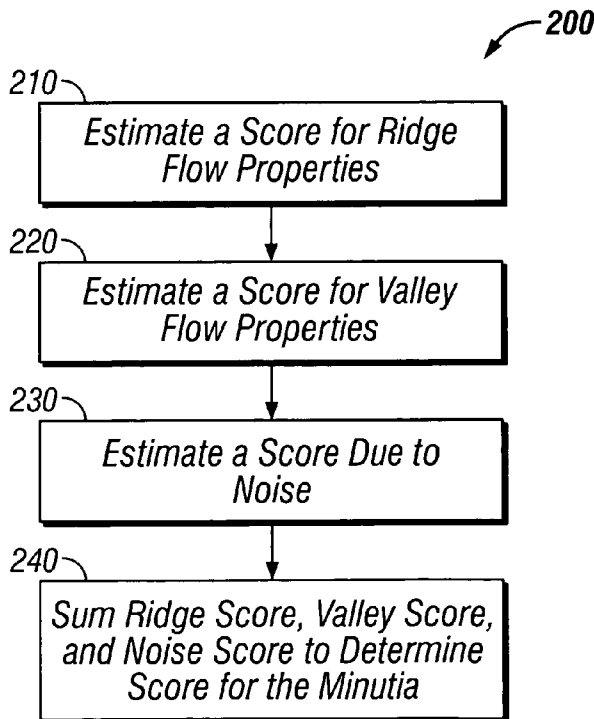 200
210
Estimate a Score for Ridge
Flow Properties
220
Estimate a Score for Valley
Flow Properties
230
Estimate a Score Due to
Noise
240
Sum Ridge Score, Valley Score,
and Noise Score to Determine
Score for the Minutia